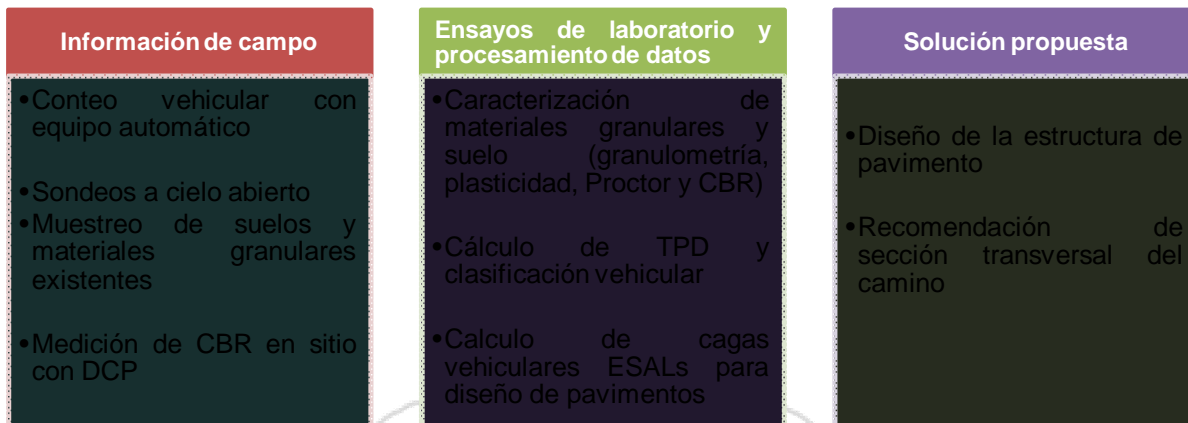 Información de campo
•Conteo vehicular con
equipo automático
•Sondeos a cielo abierto
•Muestreo de suelos y
materiales granulares
existentes
•Medición de CBR en sitio
con DCP
Ensayos de laboratorio y
procesamiento de datos
•Caracterización de
materiales granulares y
suelo (granulometría,
plasticidad, Proctor y CBR)
•Cálculo de TPD y
clasificación vehicular
•Calculo de cagas
vehiculares ESALs para
diseño de pavimentos
Solución propuesta
•Diseño de la estructura de
pavimento
•Recomendación de
sección transversal del
camino